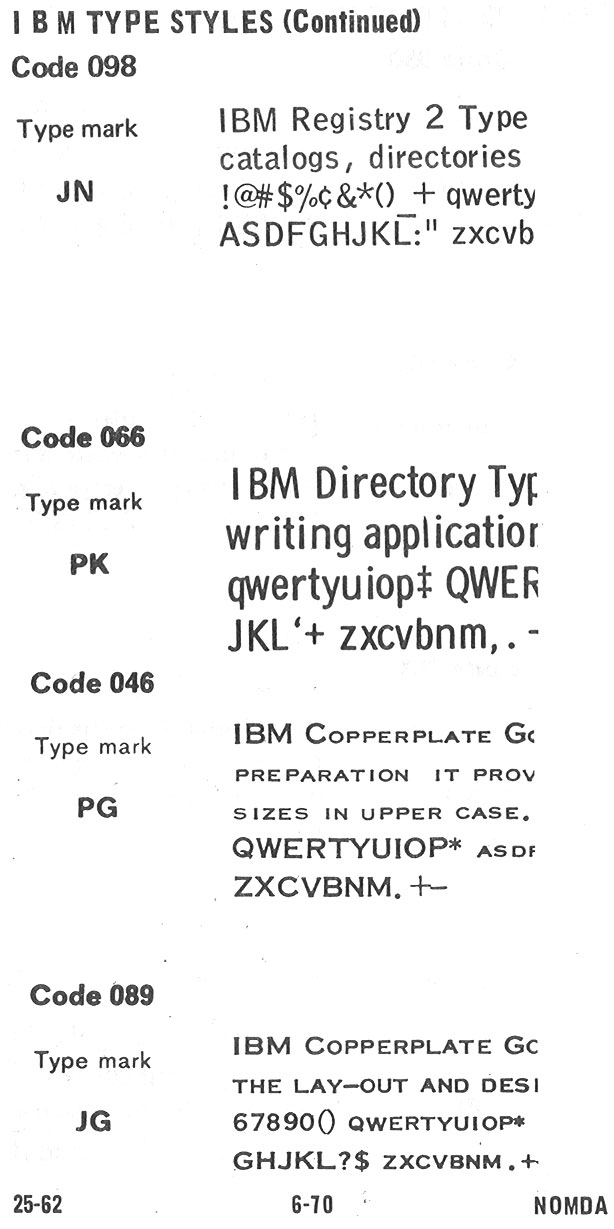 I B M TYPE STYLES (Continued)
Code 098
Type mark
JN
IBM Registry 2 Type
catalogs, directories
!@#$%¢&*()_+ qwerty
ASDFGHJKL:" zxcvb
Code 066
Type mark
PK
IBM Directory Typ
writing application
qwertyuiop‡ QWER
JKL‘+ zxcvbnm,. -
Code 046
Type mark
PG
IBM COPPERPLATE GO
PREPARATION IT PROV
SIZES IN UPPER CASE.
QWERTYUIOP* ASDF
ZXCVBNM. +-
Code 089
Type mark
JG
IBM COPPERPLATE GO
THE LAY-OUT AND DESI
67890() QWERTYUIOP*
GHJKL?$ ZXCVBNM.+
25-62 6-70 NOMDA